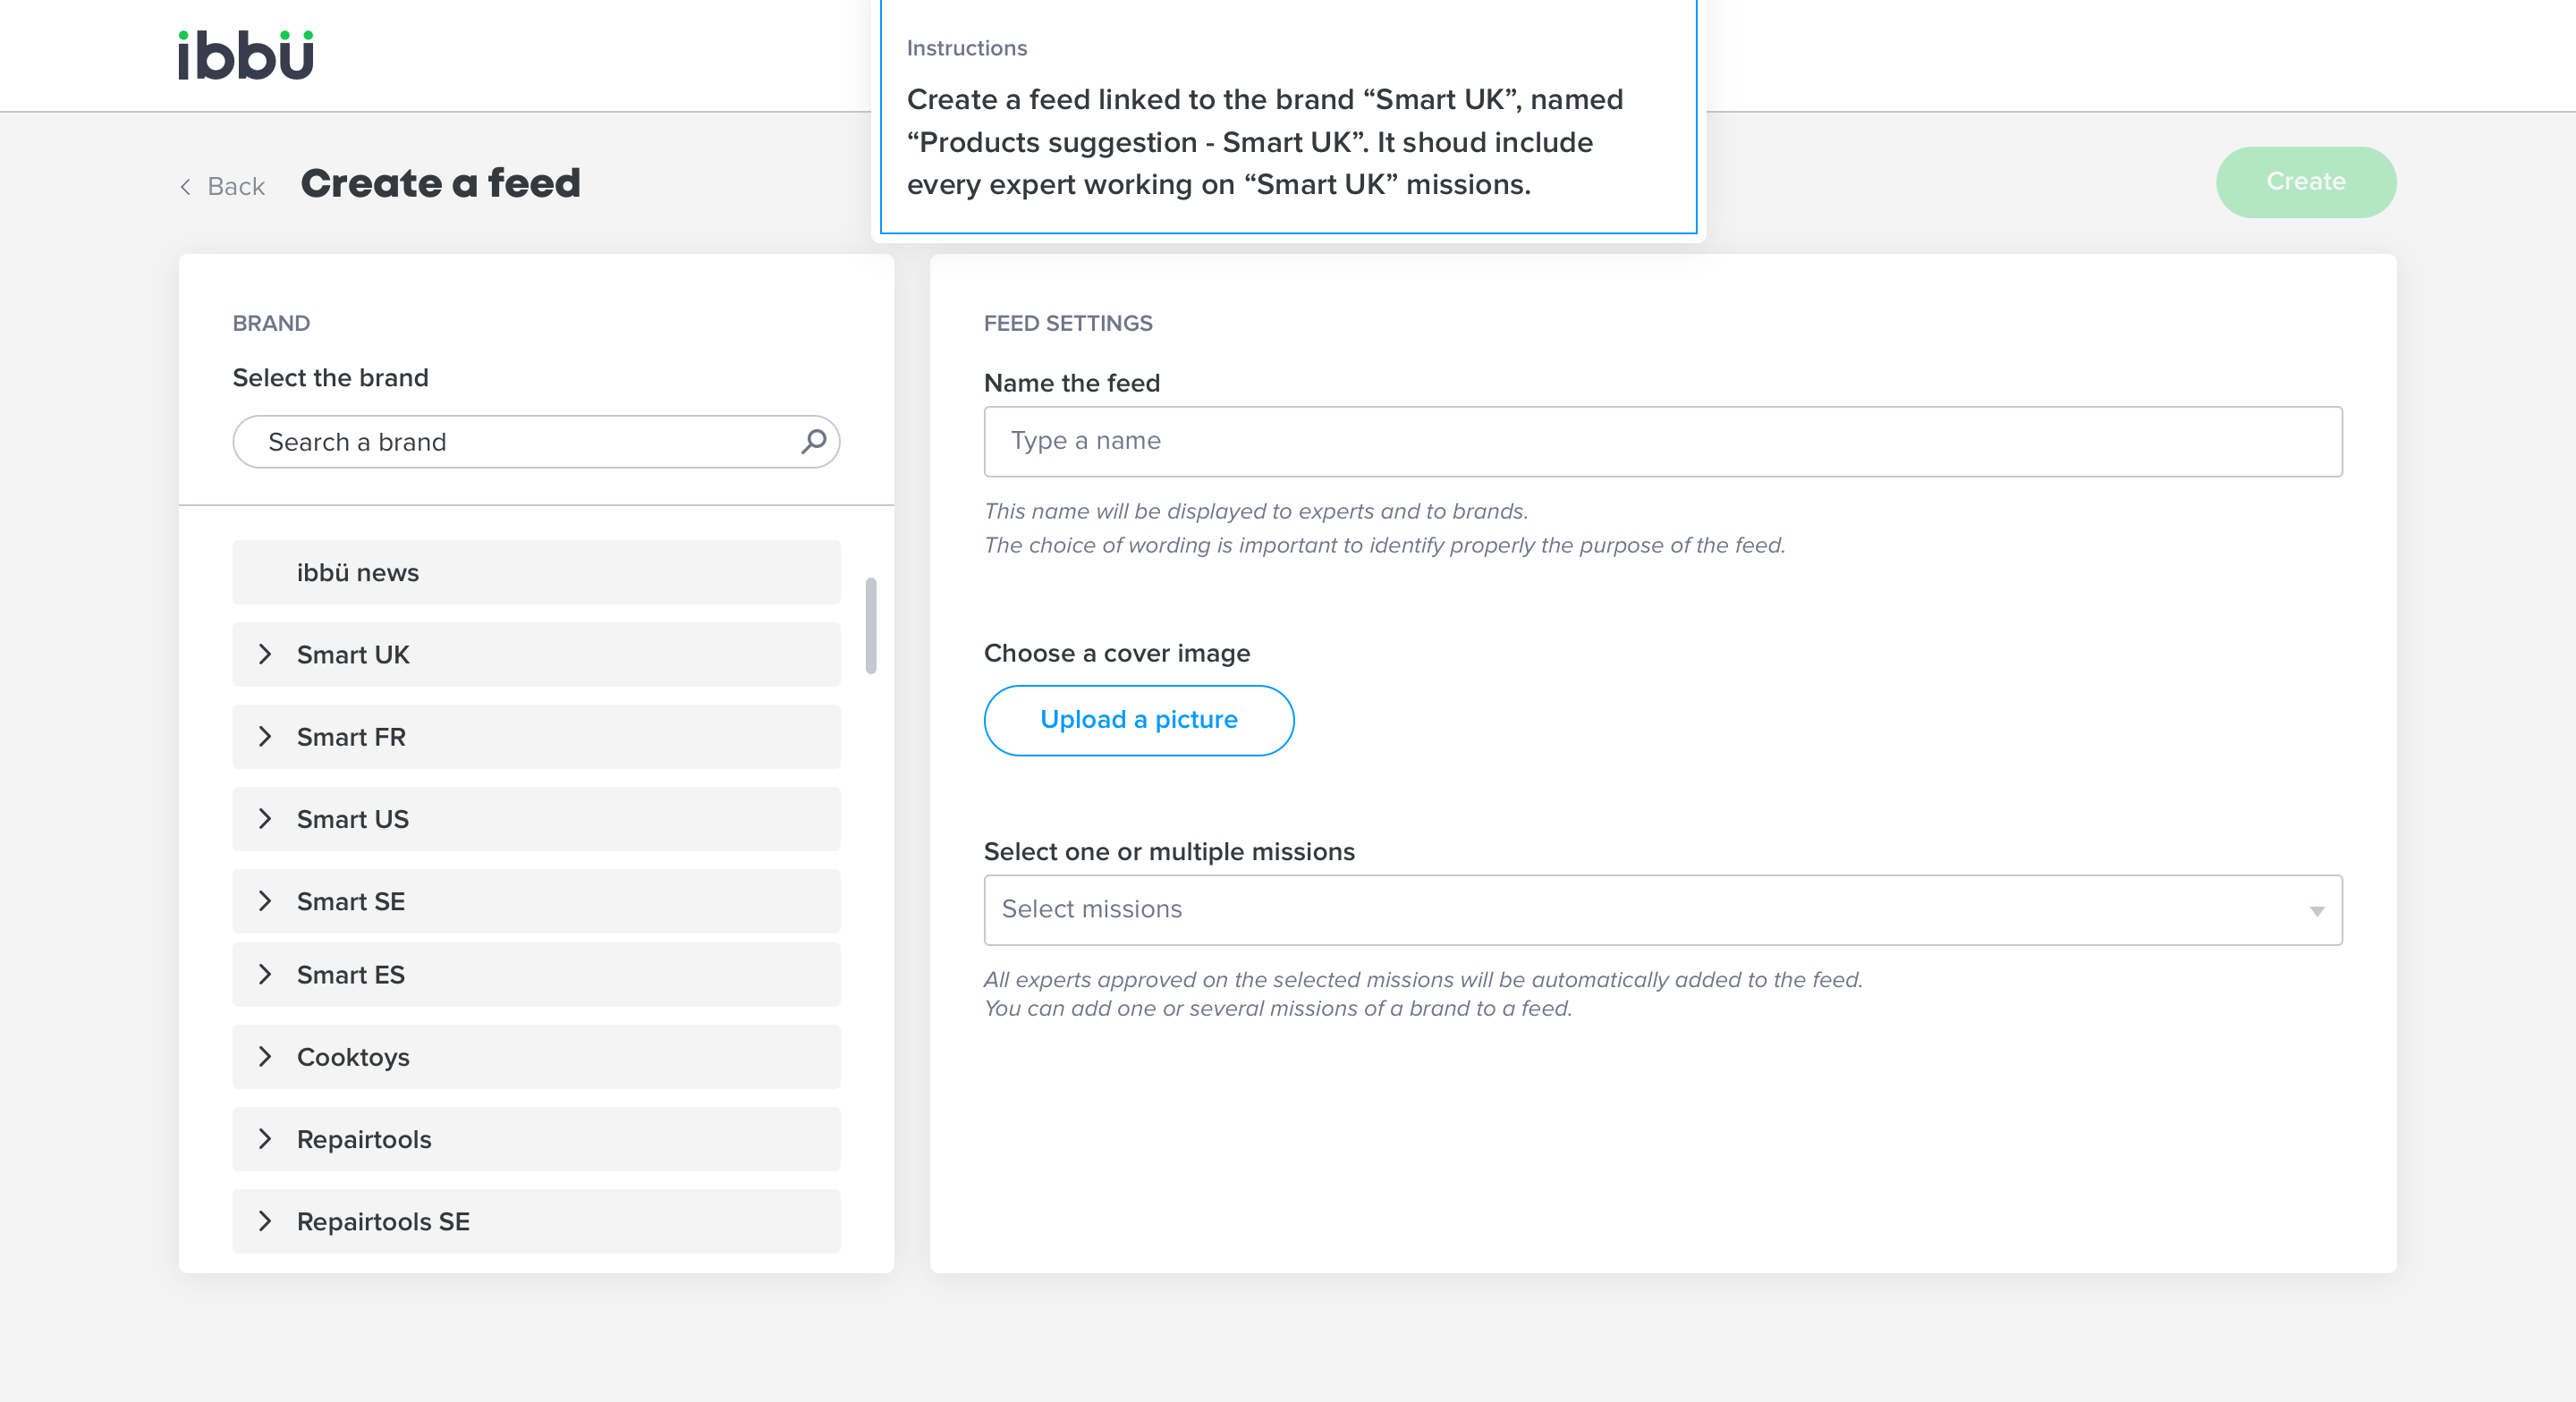 ibbü
Instructions
Create a feed linked to the brand “Smart UK”, named
“Products suggestion - Smart UK”. It shoud include
every expert working on “Smart UK” missions.
Back
Create a feed
Create
BRAND
Select the brand
Search a brand
ibbü news
Smart UK
Smart FR
Smart US
Smart SE
Smart ES
Cooktoys
Repairtools
Repairtools SE
FEED SETTINGS
Name the feed
Type a name
This name will be displayed to experts and to brands.
The choice of wording is important to identify properly the purpose of the feed.
Choose a cover image
Upload a picture
Select one or multiple missions
Select missions
All experts approved on the selected missions will be automatically added to the feed.
You can add one or several missions of a brand to a feed.